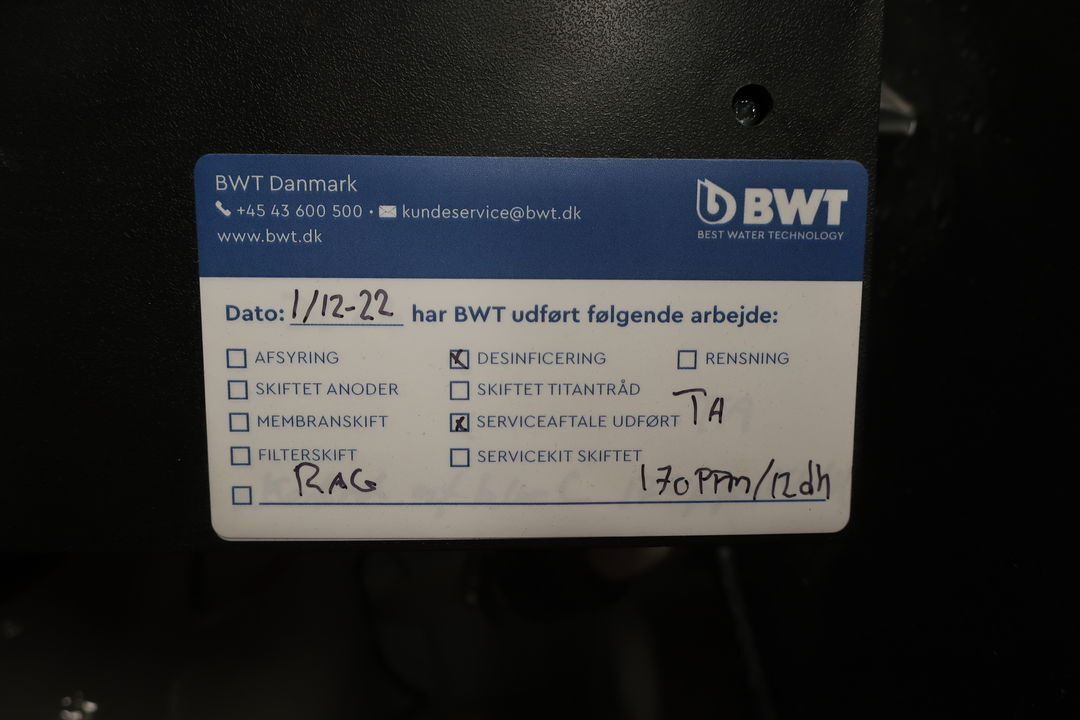 BWT Danmark
+45 43 600 500 • kundeservice@bwt.dk
www.bwt.dk
BWT
BEST WATER TECHNOLOGY
Dato: 1/12-22 har BWT udført følgende arbejde:
AFSYRING DESINFICERING RENSNING
SKIFTET ANODER SKIFTET TITANTRÅD
MEMBRANSKIFT SERVICEAFTALE UDFØRT TA
FILTERSKIFT SERVICEKIT SKIFTET
RAG 170 PPm/12dh